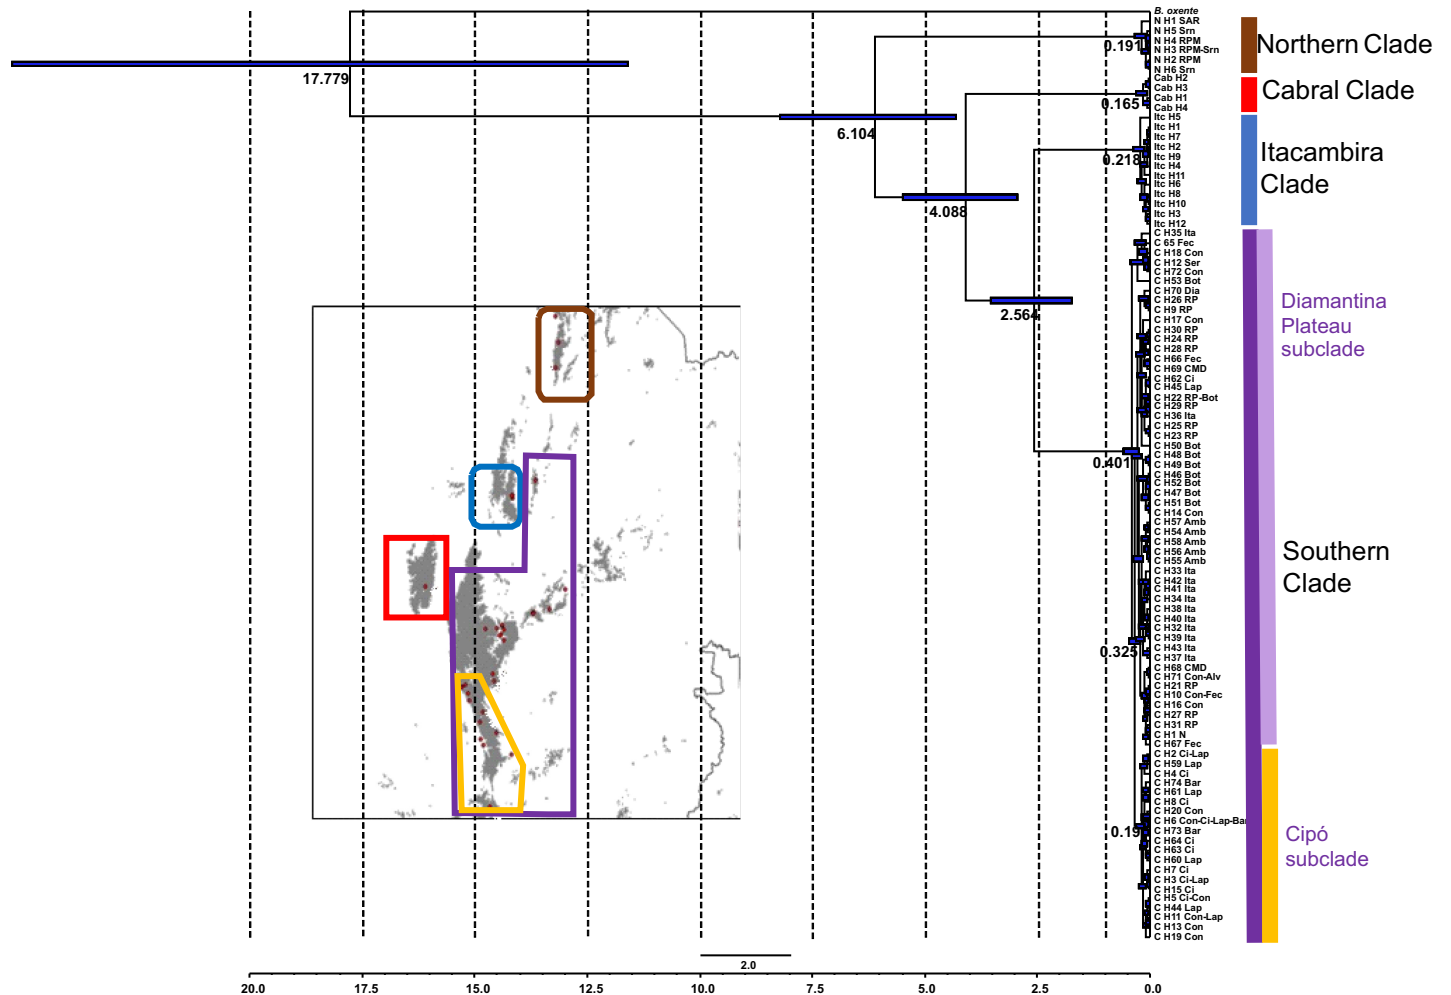 B. oxente
N H1 SAR
N H5 Srn
N H4 RPM
N H3 RPM-Srn
N H2 RPM
N H6 Srn
Cab H2
Cab H3
Cab H1
Cab H4
Itc H5
Itc H1
Itc H7
Itc H2
Itc H9
Itc H4
Itc H11
Itc H6
Itc H8
Itc H10
Itc H3
Itc H12
C H35 Ita
C 65 Fec
C H18 Con
C H12 Ser
C H72 Con
C H53 Bot
C H70 Dia
C H26 RP
C H9 RP
C H17 Con
C H30 RP
C H24 RP
C H28 RP
C H66 Fec
C H69 CMD
C H62 Ci
C H45 Lap
C H22 RP-Bot
C H29 RP
C H36 Ita
C H25 RP
C H23 RP
C H50 Bot
C H48 Bot
C H49 Bot
C H46 Bot
C H52 Bot
C H47 Bot
C H51 Bot
C H14 Con
C H57 Amb
C H54 Amb
C H58 Amb
C H56 Amb
C H55 Amb
C H33 Ita
C H42 Ita
C H41 Ita
C H34 Ita
C H38 Ita
C H40 Ita
C H32 Ita
C H39 Ita
C H43 Ita
C H37 Ita
C H68 CMD
C H71 Con-Alv
C H21 RP
C H10 Con-Fec
C H16 Con
C H27 RP
C H31 RP
C H1 N
C H67 Fec
C H2 Ci-Lap
C H59 Lap
C H4 Ci
C H74 Bar
C H61 Lap
C H8 Ci
C H20 Con
C H6 Con-Ci-Lap-Bar
C H73 Bar
C H64 Ci
C H63 Ci
C H60 Lap
C H7 Ci
C H3 Ci-Lap
C H15 Ci
C H5 Ci-Con
C H44 Lap
C H11 Con-Lap
C H13 Con
C H19 Con
17.779
6.104
4.088
2.564
0.191
0.165
0.218
0.401
0.325
0.19
Northern Clade
Cabral Clade
Itacambira
Clade
Diamantina
Plateau
subclade
Southern
Clade
Cipó
subclade
2.0
20.0
17.5
15.0
12.5
10.0
7.5
5.0
2.5
0.0